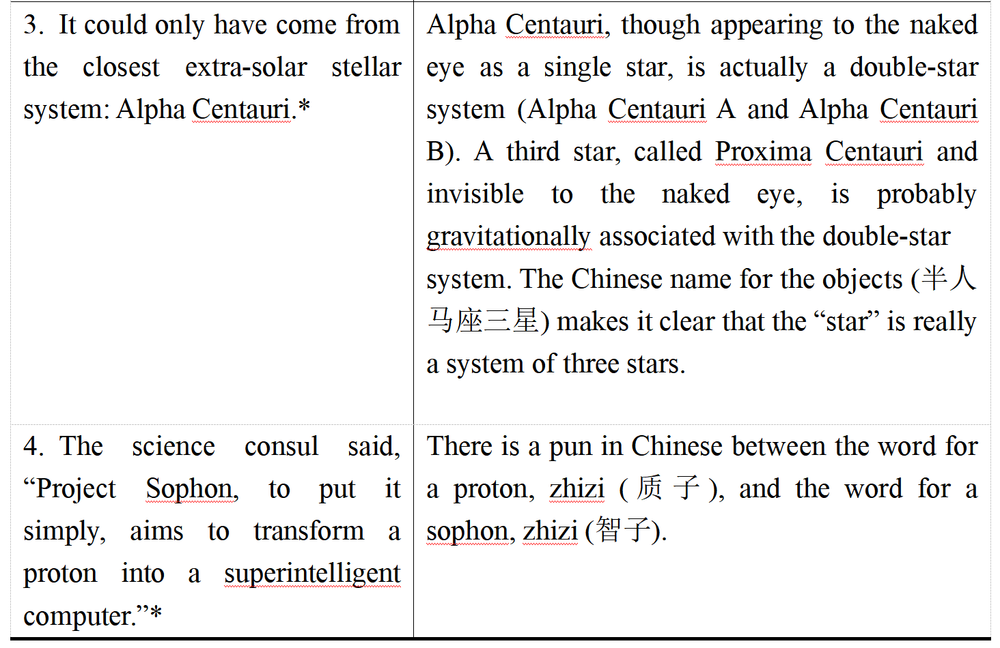 3. It could only have come from
the closest extra-solar stellar
system: Alpha Centauri.*
Alpha Centauri, though appearing to the naked
eye as a single star, is actually a double-star
system (Alpha Centauri A and Alpha Centauri
B). A third star, called Proxima Centauri and
invisible to the naked eye, is probably
gravitationally associated with the double-star
system. The Chinese name for the objects (半人
马座三星) makes it clear that the “star” is really
a system of three stars.
4. The science consul said,
“Project Sophon, to put it
simply, aims to transform a
proton into a superintelligent
computer.”*
There is a pun in Chinese between the word for
a proton, zhizi (质子), and the word for a
sophon, zhizi (智子).